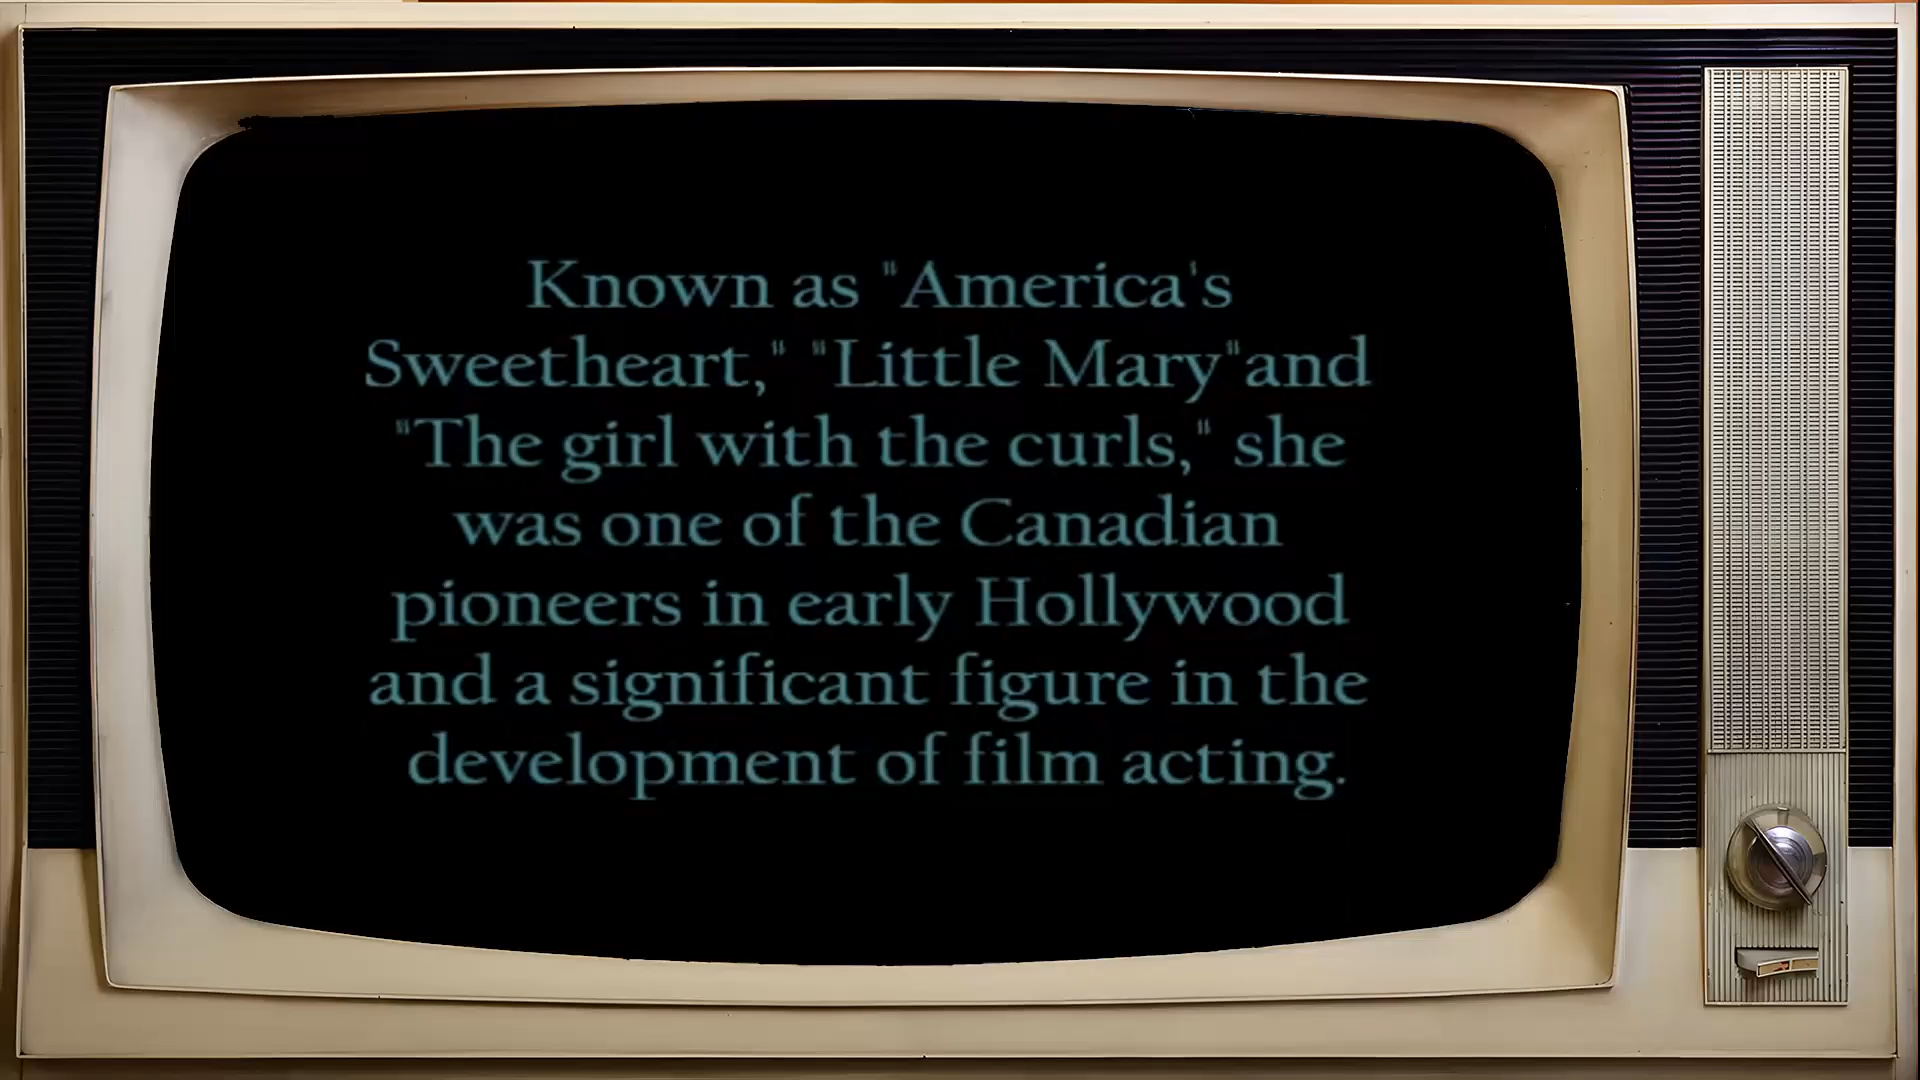 Known as "America's
Sweetheart," "Little Mary"and
"The girl with the curls," she
was one of the Canadian
pioneers in early Hollywood
and a significant figure in the
development of film acting.